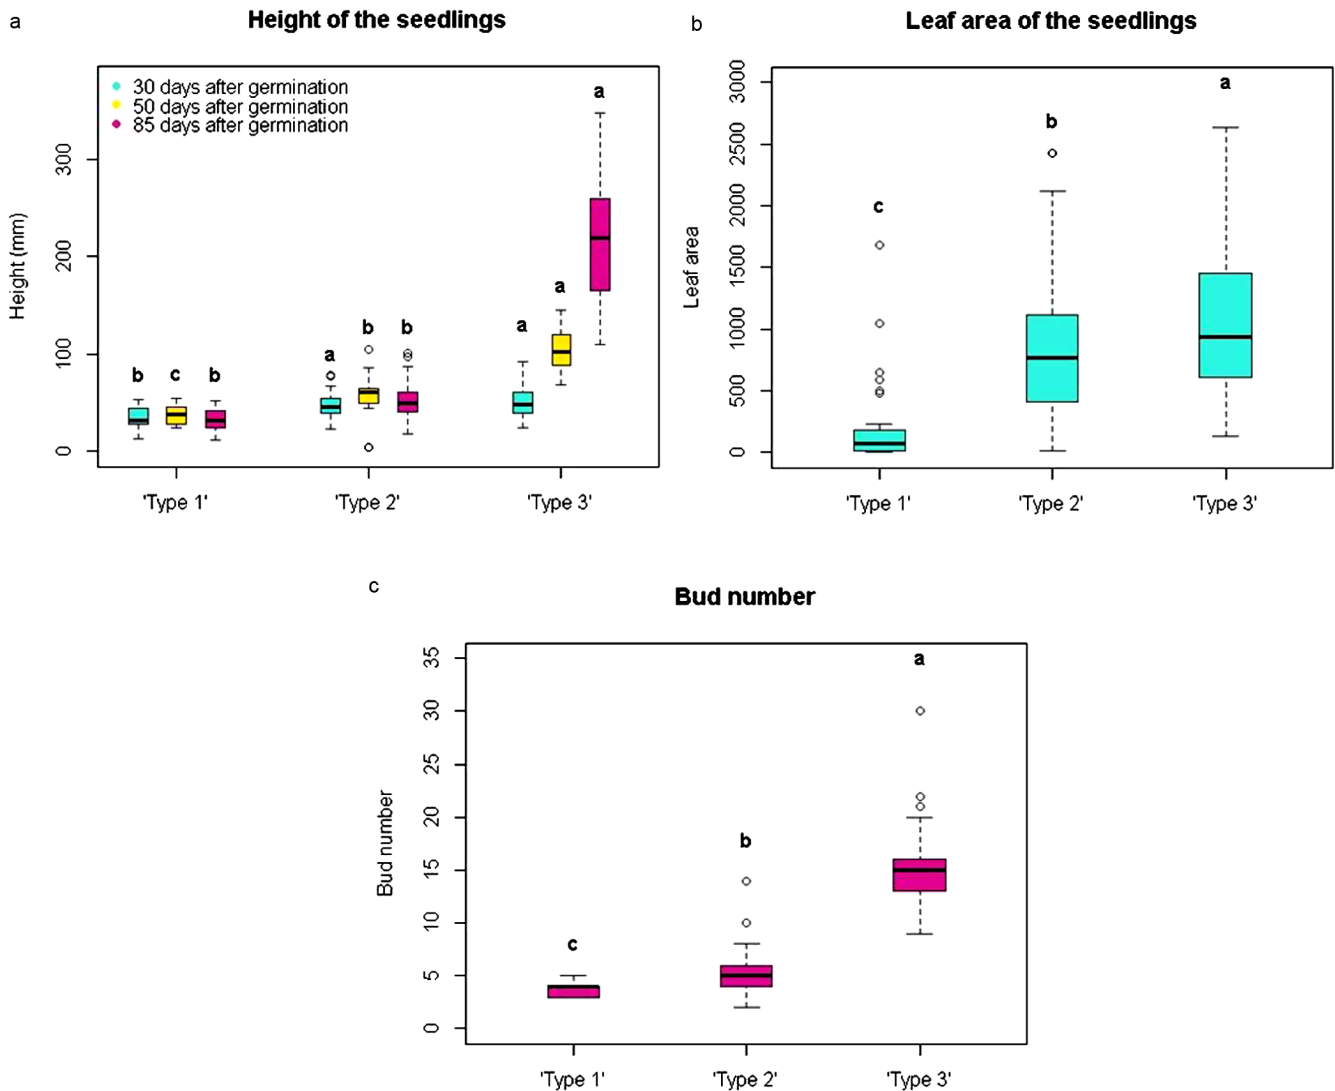 a
Height of the seedlings
30 days after germination
50 days after germination
85 days after germination
Height (mm)
300
200
100
0
b c b
a b b
a a a
'Type 1' 'Type 2' 'Type 3'
b
Leaf area of the seedlings
Leaf area
3000
2500
2000
1500
1000
500
0
c b a
'Type 1' 'Type 2' 'Type 3'
c
Bud number
Bud number
35
30
25
20
15
10
5
0
c b a
'Type 1' 'Type 2' 'Type 3'